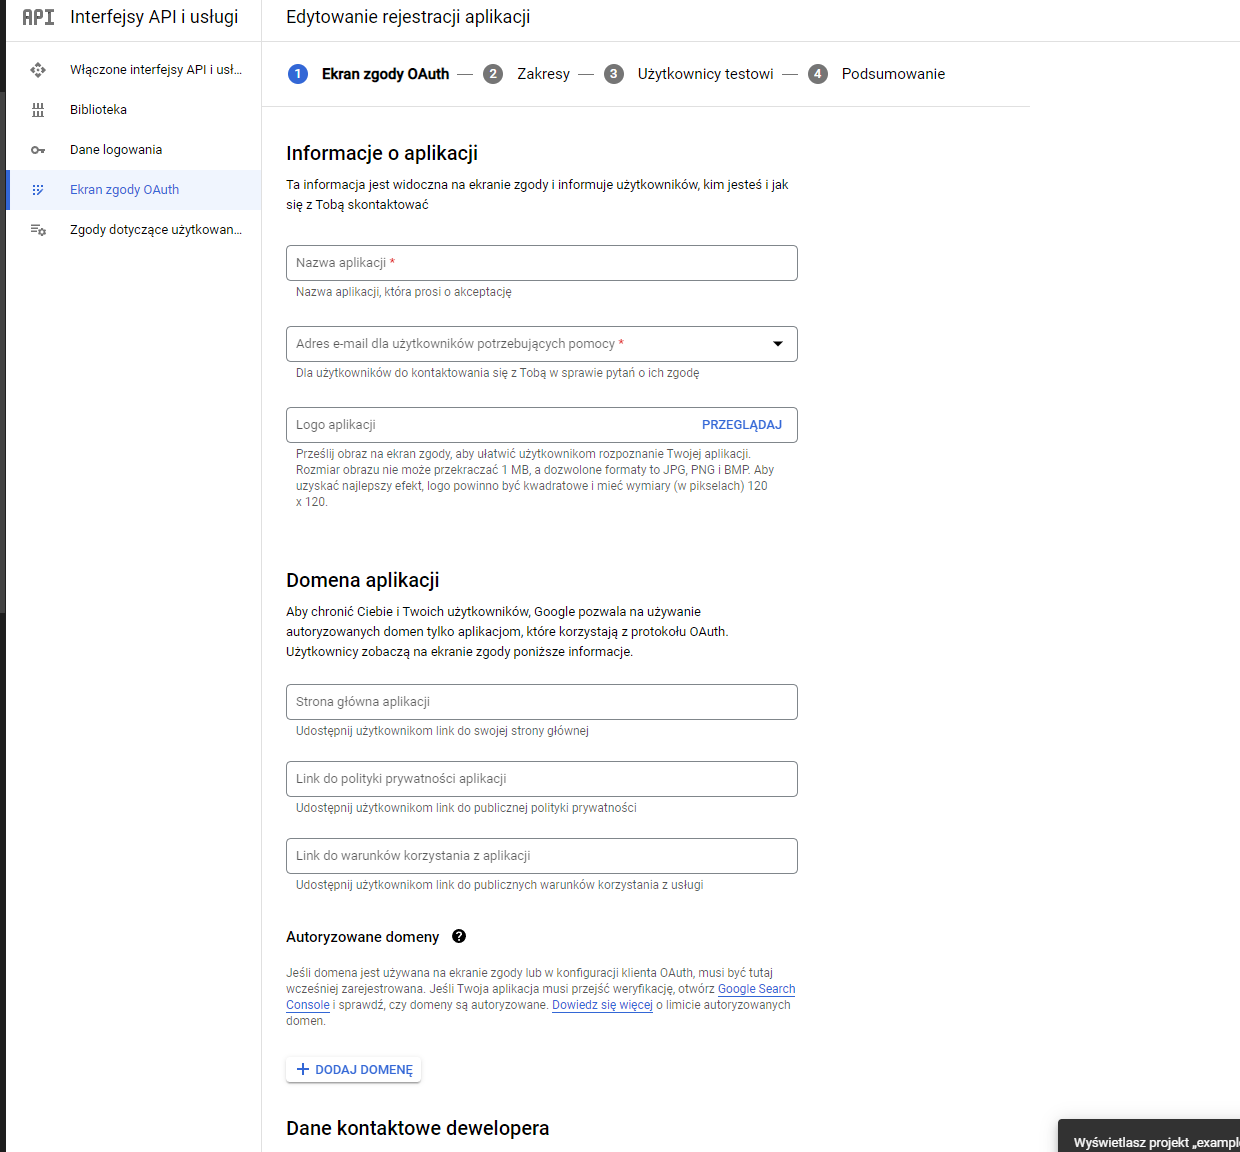 API Interfejsy API i usługi
Włączone interfejsy API i usł...
Biblioteka
Dane logowania
Ekran zgody OAuth
Zgody dotyczące użytkowan...
Edytowanie rejestracji aplikacji
1 Ekran zgody OAuth — 2 Zakresy — 3 Użytkownicy testowi — 4 Podsumowanie
Informacje o aplikacji
Ta informacja jest widoczna na ekranie zgody i informuje użytkowników, kim jesteś i jak
się z Tobą skontaktować
Nazwa aplikacji *
Nazwa aplikacji, która prosi o akceptację
Adres e-mail dla użytkowników potrzebujących pomocy *
Dla użytkowników do kontaktowania się z Tobą w sprawie pytań o ich zgodę
Logo aplikacji PRZEGLĄDAJ
Prześlij obraz na ekran zgody, aby ułatwić użytkownikom rozpoznanie Twojej aplikacji.
Rozmiar obrazu nie może przekraczać 1 MB, a dozwolone formaty to JPG, PNG i BMP. Aby
uzyskać najlepszy efekt, logo powinno być kwadratowe i mieć wymiary (w pikselach) 120
x 120.
Domena aplikacji
Aby chronić Ciebie i Twoich użytkowników, Google pozwala na używanie
autoryzowanych domen tylko aplikacjom, które korzystają z protokołu OAuth.
Użytkownicy zobaczą na ekranie zgody poniższe informacje.
Strona główna aplikacji
Udostępnij użytkownikom link do swojej strony głównej
Link do polityki prywatności aplikacji
Udostępnij użytkownikom link do publicznej polityki prywatności
Link do warunków korzystania z aplikacji
Udostępnij użytkownikom link do publicznych warunków korzystania z usługi
Autoryzowane domeny ?
Jeśli domena jest używana na ekranie zgody lub w konfiguracji klienta OAuth, musi być tutaj
wcześniej zarejestrowana. Jeśli Twoja aplikacja musi przejść weryfikację, otwórz Google Search
Console i sprawdź, czy domeny są autoryzowane. Dowiedz się więcej o limicie autoryzowanych
domen.
+ DODAJ DOMENĘ
Dane kontaktowe dewelopera
Wyświetlasz projekt „exampl